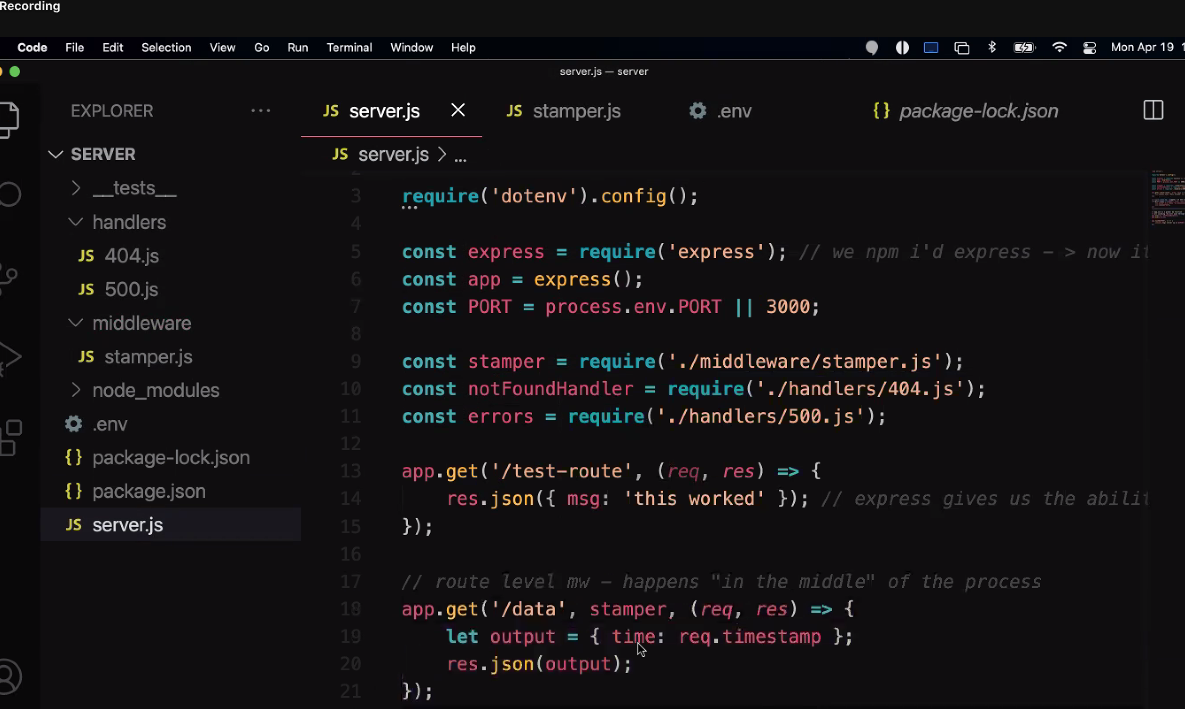 Recording
Code File Edit Selection View Go Run Terminal Window Help Mon Apr 19
server.js — server
EXPLORER ...
JS server.js
JS stamper.js
.env
{} package-lock.json
JS server.js > ...
SERVER
__tests__
handlers
JS 404.js
JS 500.js
middleware
JS stamper.js
node_modules
.env
{} package-lock.json
{} package.json
JS server.js
3 require('dotenv').config();
4
5 const express = require('express'); // we npm i'd express - > now it
6 const app = express();
7 const PORT = process.env.PORT || 3000;
8
9 const stamper = require('./middleware/stamper.js');
10 const notFoundHandler = require('./handlers/404.js');
11 const errors = require('./handlers/500.js');
12
13 app.get('/test-route', (req, res) => {
14 res.json({ msg: 'this worked' }); // express gives us the abilit
15 });
16
17 // route level mw - happens "in the middle" of the process
18 app.get('/data', stamper, (req, res) => {
19 let output = { time: req.timestamp };
20 res.json(output);
21 });